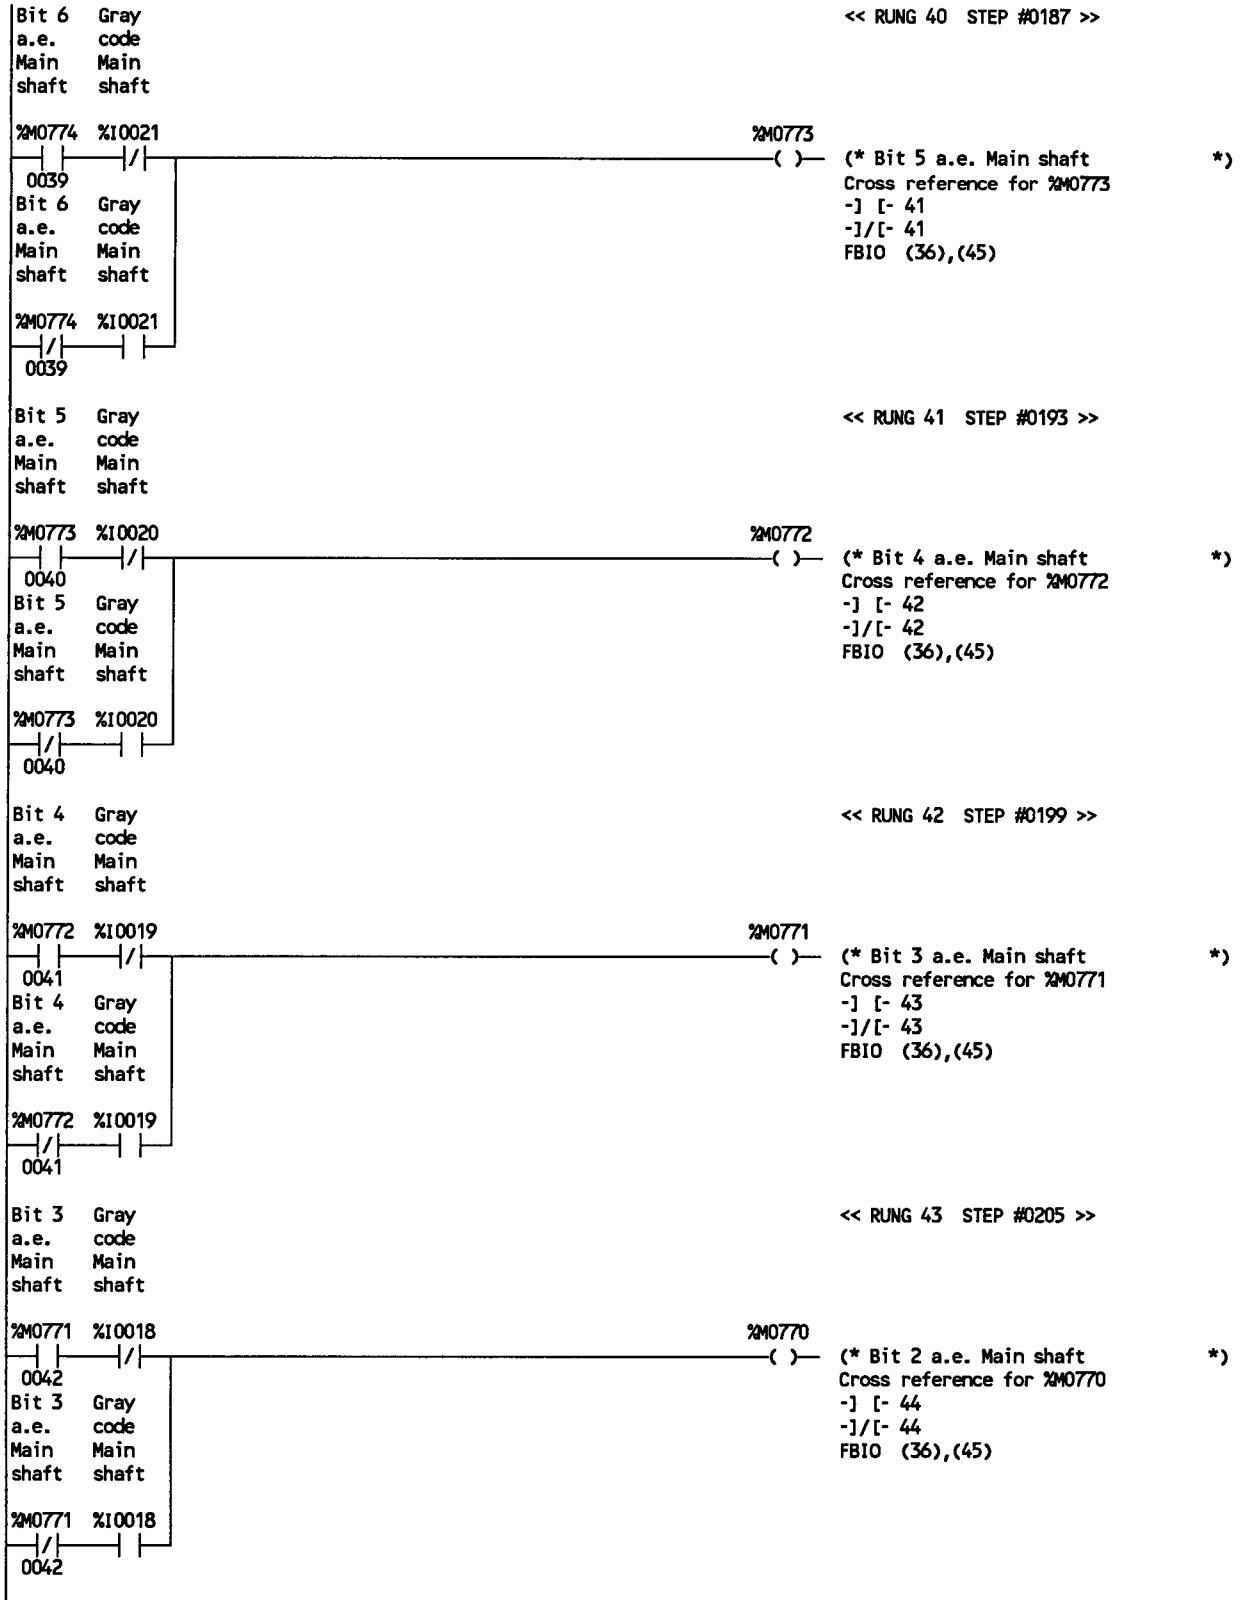 Bit 6 Gray << RUNG 40 STEP #0187 >>
a.e. code
Main Main
shaft shaft
%M0774 %I0021 %M0773
( ) (* Bit 5 a.e. Main shaft *)
0039 Cross reference for %M0773
Bit 6 Gray -] [- 41
a.e. code -]/[- 41
Main Main FBIO (36),(45)
shaft shaft
%M0774 %I0021
0039
Bit 5 Gray << RUNG 41 STEP #0193 >>
a.e. code
Main Main
shaft shaft
%M0773 %I0020 %M0772
( ) (* Bit 4 a.e. Main shaft *)
0040 Cross reference for %M0772
Bit 5 Gray -] [- 42
a.e. code -]/[- 42
Main Main FBIO (36),(45)
shaft shaft
%M0773 %I0020
0040
Bit 4 Gray << RUNG 42 STEP #0199 >>
a.e. code
Main Main
shaft shaft
%M0772 %I0019 %M0771
( ) (* Bit 3 a.e. Main shaft *)
0041 Cross reference for %M0771
Bit 4 Gray -] [- 43
a.e. code -]/[- 43
Main Main FBIO (36),(45)
shaft shaft
%M0772 %I0019
0041
Bit 3 Gray << RUNG 43 STEP #0205 >>
a.e. code
Main Main
shaft shaft
%M0771 %I0018 %M0770
( ) (* Bit 2 a.e. Main shaft *)
0042 Cross reference for %M0770
Bit 3 Gray -] [- 44
a.e. code -]/[- 44
Main Main FBIO (36),(45)
shaft shaft
%M0771 %I0018
0042